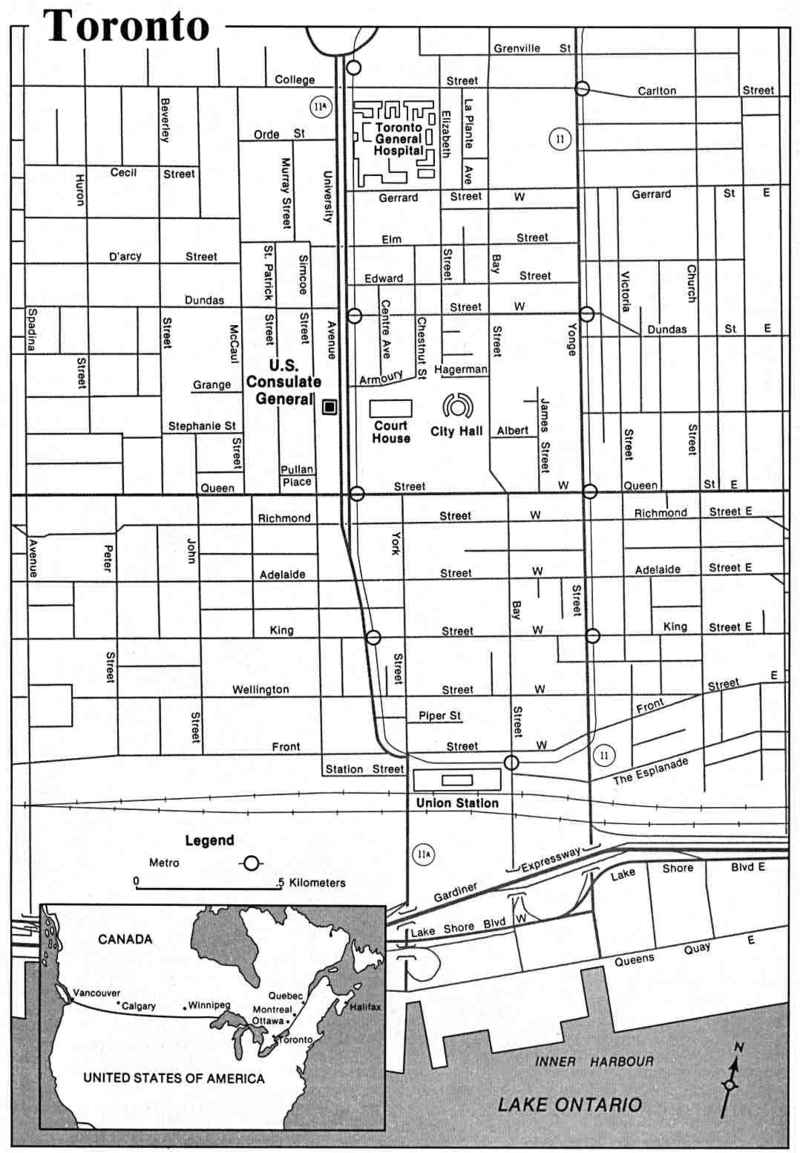 Toronto
Grenville St
College
Street
Carlton
Street
11A
Beverley
Orde St
Toronto
General
Hospital
Elizabeth
La Plante
Ave
11
Huron
Cecil
Street
Murray Street
University
Gerrard
Street
W
Gerrard
St
E
D'arcy
Street
St. Patrick
Simcoe
Elm
Street
Street
Bay
Edward
Street
Victoria
Church
Dundas
Street
W
Dundas
St
E
Spadina
Street
Street
McCaul
Street
Street
Avenue
Centre Ave
Chestnut St
Street
Yonge
U.S.
Consulate
General
Grange
Armoury
Hagerman
Stephanie St
Street
Court
House
City Hall
Albert
James
Street
Street
Street
Pullan
Place
Queen
Street
W
Queen
St
E
Richmond
Street
W
Richmond
Street E
Avenue
Peter
John
York
Adelaide
Street
W
Adelaide
Street E
Bay
Street
King
Street
W
King
Street E
Street
Street
Wellington
Street
W
Front
Street
E
Street
Piper St
Street
Front
Street
W
11
Station Street
The Esplanade
Union Station
Legend
Metro
0
.5 Kilometers
11A
Gardiner
Expressway
Lake
Shore
Blvd E
Lake Shore Blvd W
Queens
Quay
E
CANADA
Vancouver
Calgary
Winnipeg
Quebec
Montreal
Ottawa
Halifax
Toronto
UNITED STATES OF AMERICA
N
INNER HARBOUR
LAKE ONTARIO